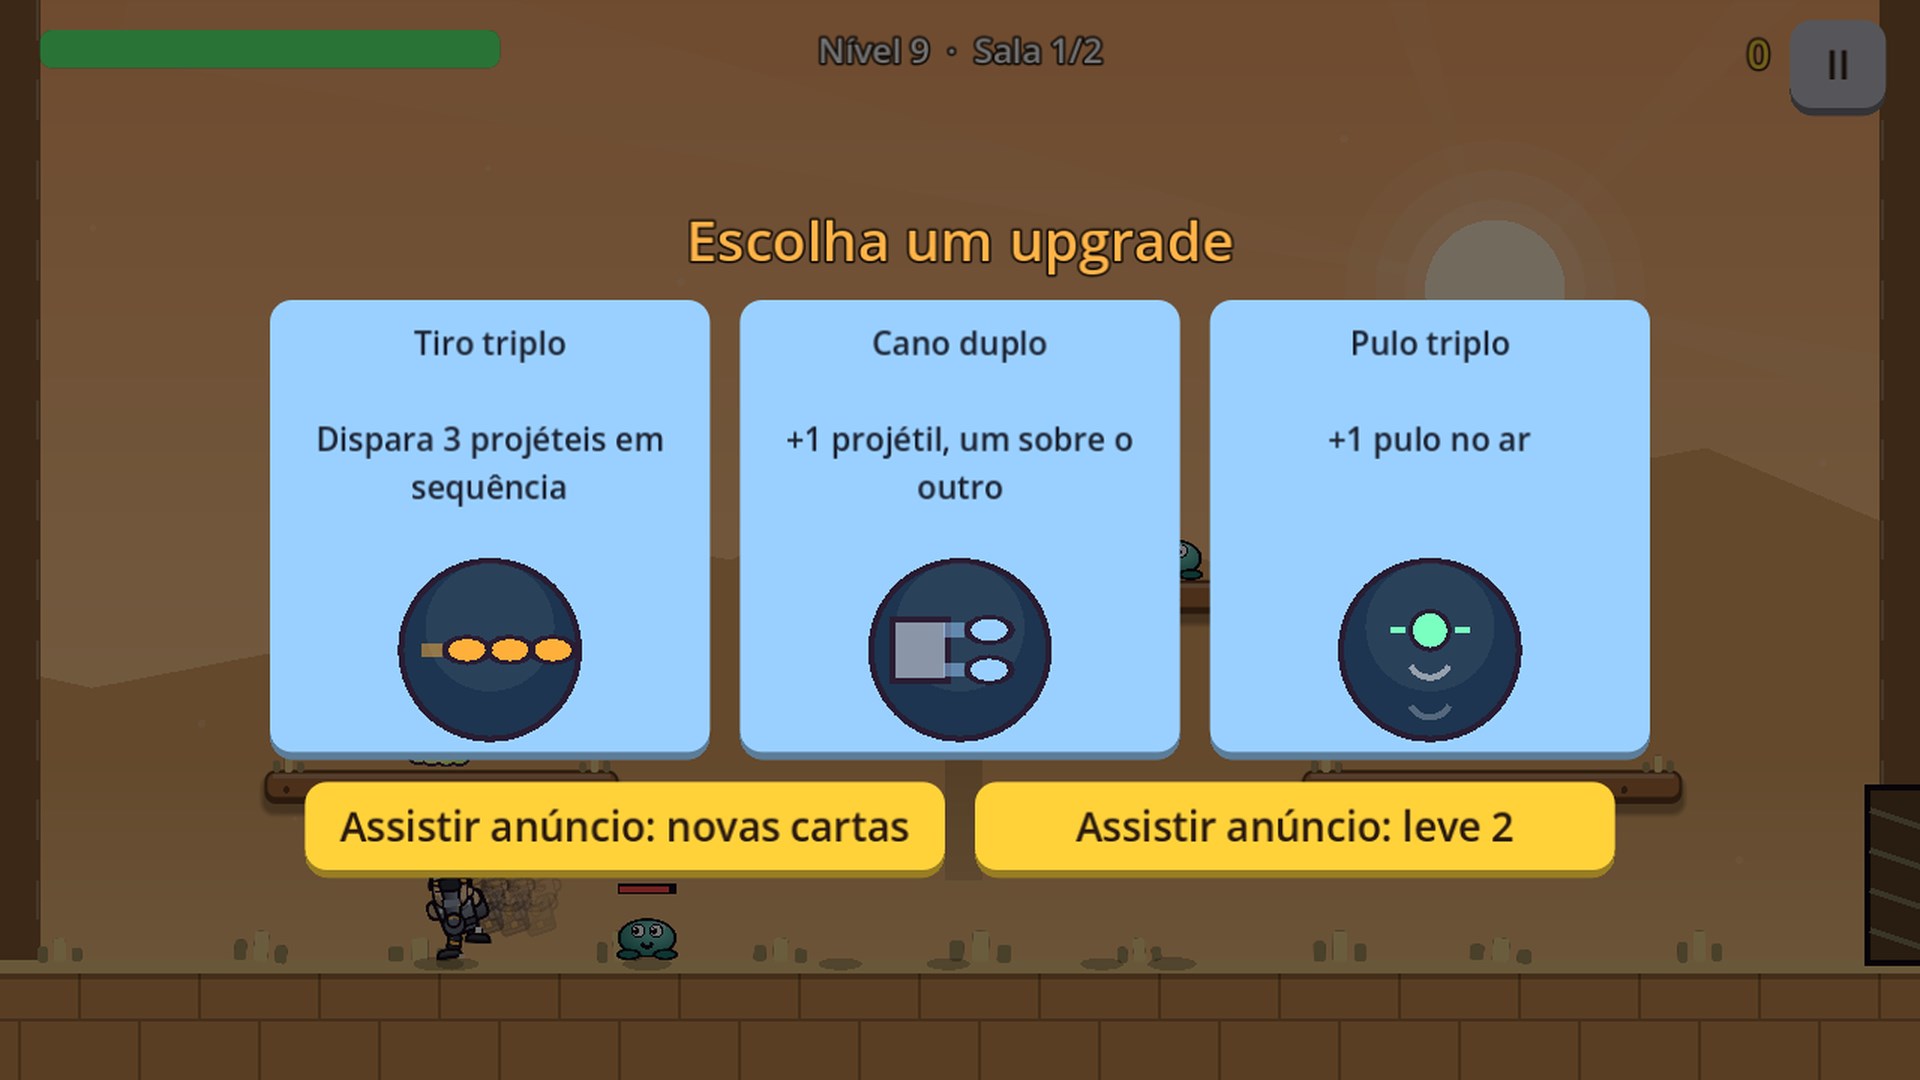 Nível 9 · Sala 1/2
0
Escolha um upgrade
Tiro triplo
Dispara 3 projéteis em
sequência
Cano duplo
+1 projétil, um sobre o
outro
Pulo triplo
+1 pulo no ar
Assistir anúncio: novas cartas
Assistir anúncio: leve 2